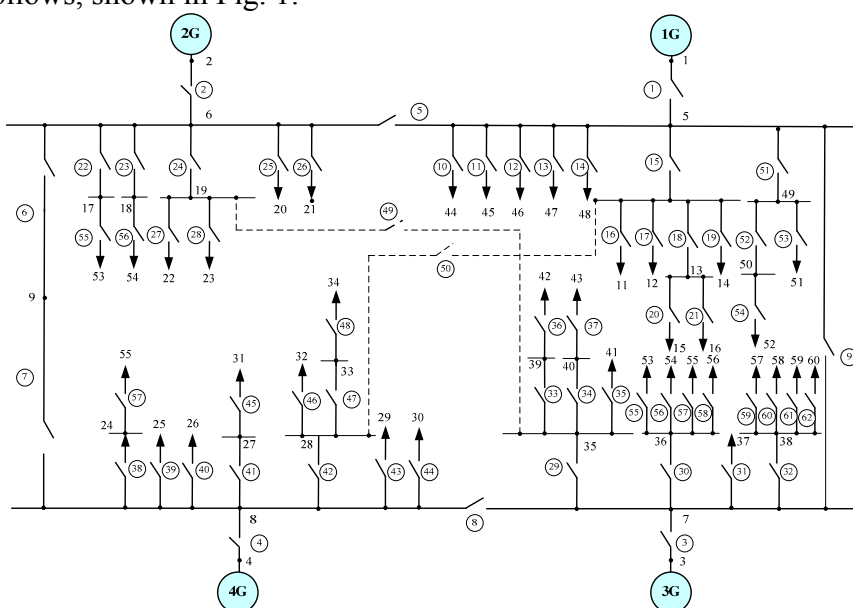 ollows, shown in Fig. 1.
2G 1G
2 1
② ①
6 ⑤ 5
㉒ ㉓ ㉔ ㉕ ㉖ ⑩ ⑪ ⑫ ⑬ ⑭ ⑮ 51
⑥ 17 18 19 20 21 44 45 46 47 48 49
55 56 ㉗ ㉘ 49 ⑯ ⑰ ⑱ ⑲ 52 53
53 54 22 23 50 11 12 13 14 50 51
9 34 42 43 ⑳ ㉑ 54
48 36 37 15 16 52 9
⑦ 55 31 32 33 39 40 41 53 54 55 56 57 58 59 60
57 45 46 47 33 34 35 55 56 57 58 59 60 61 62
24 25 26 27 28 29 30 35 36 37 38
38 39 40 41 42 43 44 29 30 31 32
8 ⑧ 7
④ ③
4 3
4G 3G